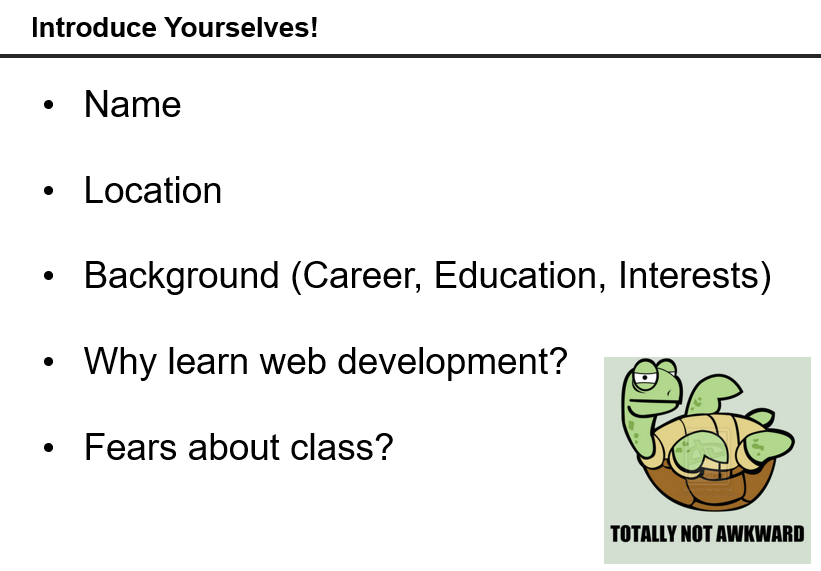 Introduce Yourselves!
• Name
• Location
• Background (Career, Education, Interests)
• Why learn web development?
• Fears about class?
TOTALLY NOT AWKWARD